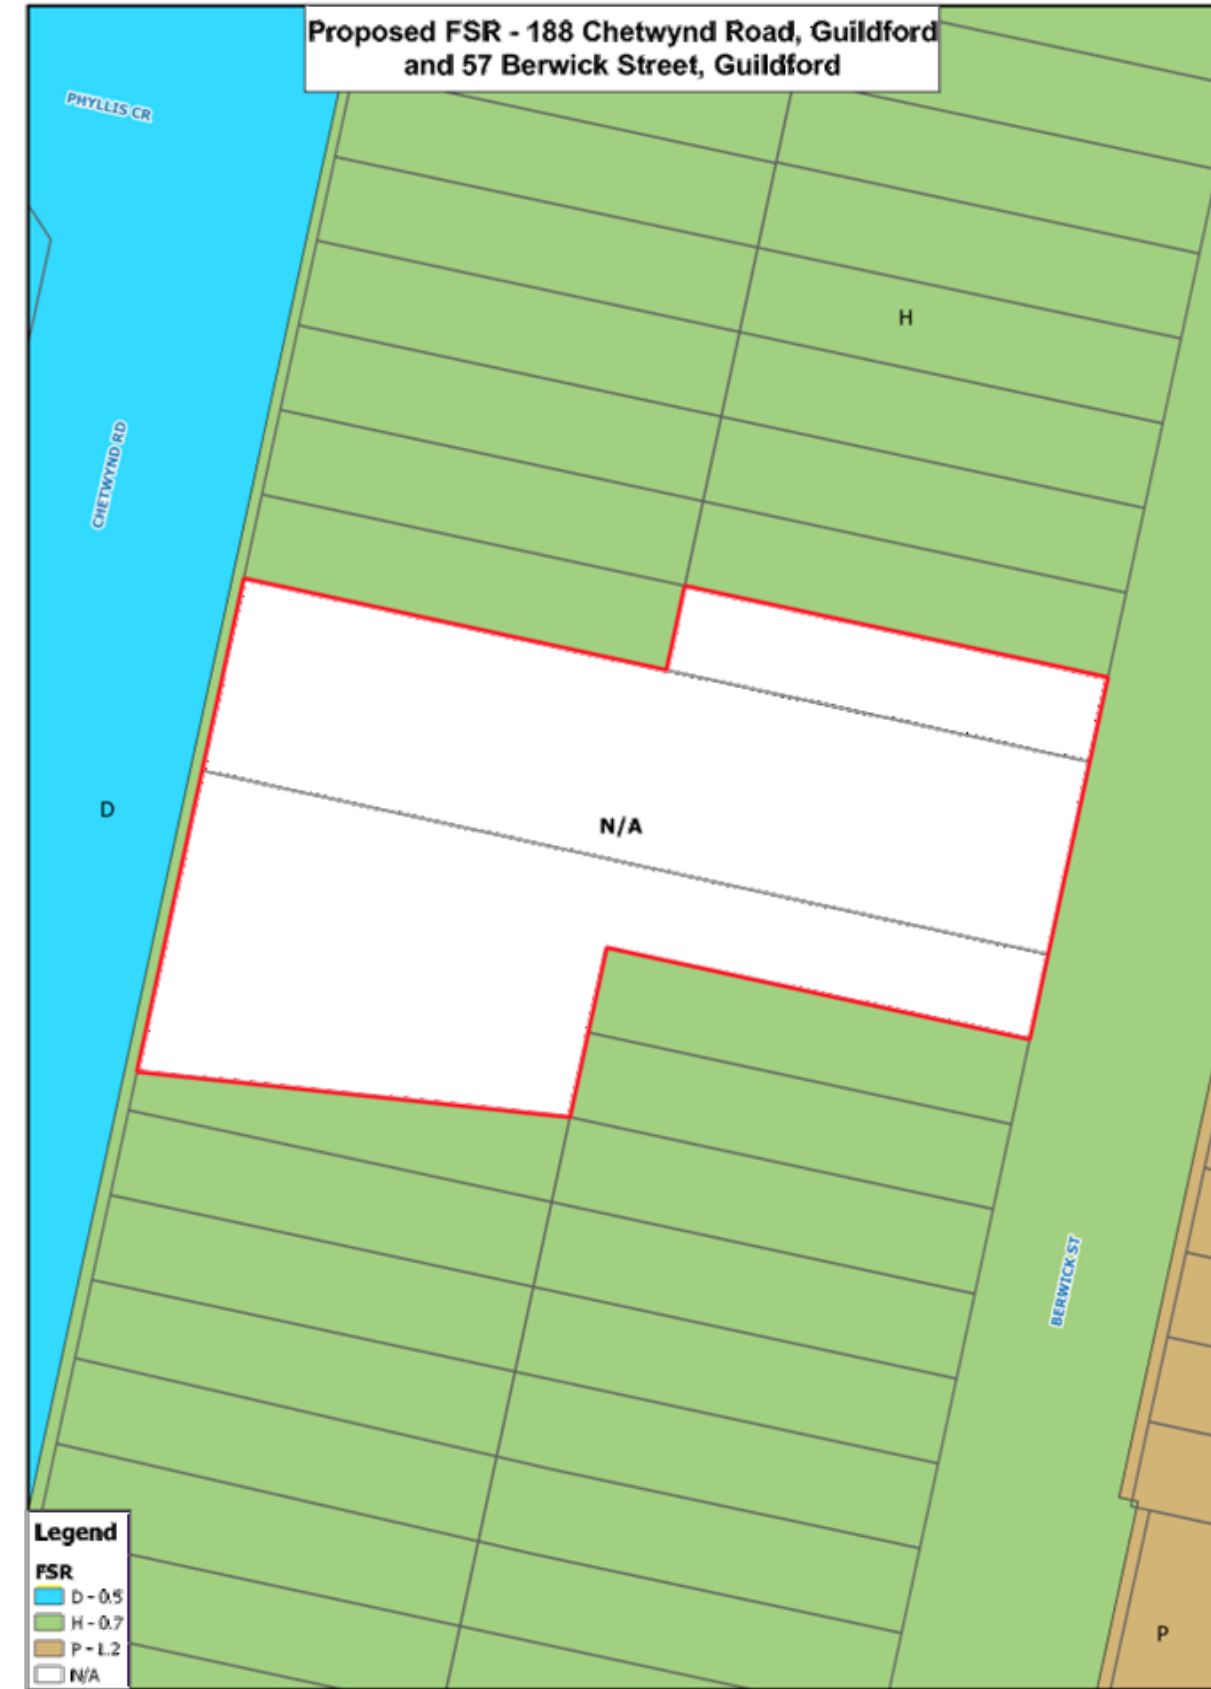 Proposed FSR - 188 Chetwynd Road, Guildford
and 57 Berwick Street, Guildford
PHYLLIS CR
H
CHETWYND RD
D
N/A
BERWICK ST
P
Legend
FSR
D - 0.5
H - 0.7
P - 1.2
N/A